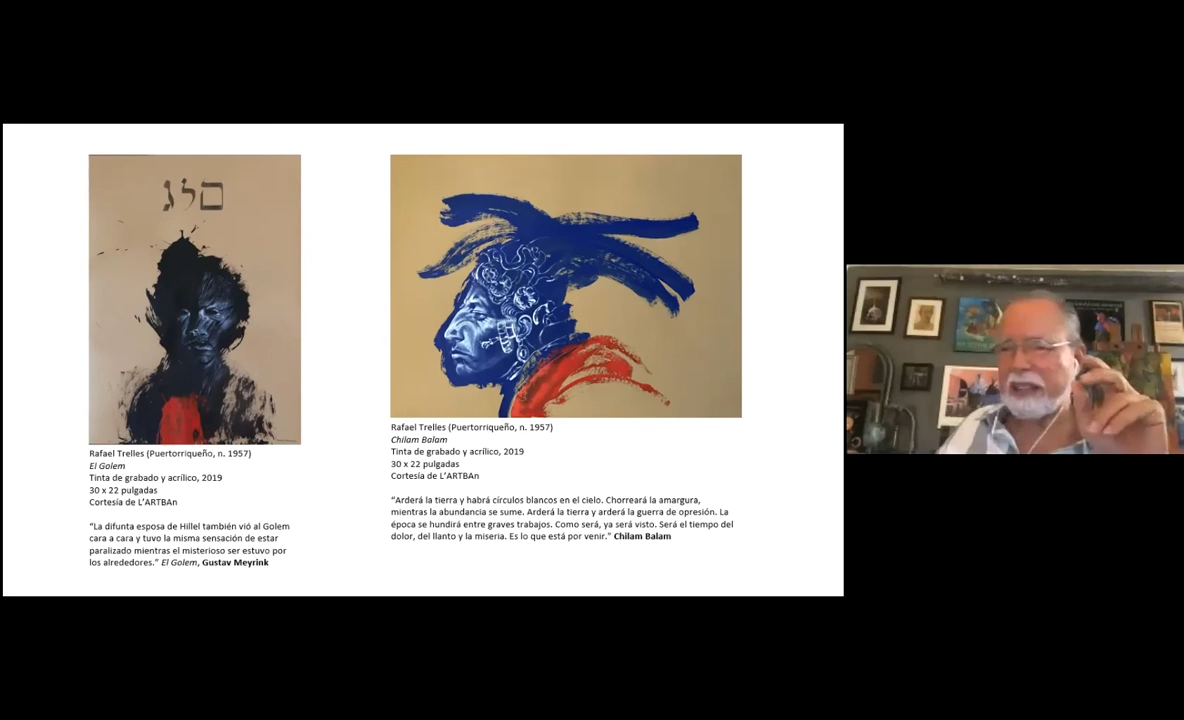 גלם
Rafael Trelles (Puertorriqueño, n. 1957)
El Golem
Tinta de grabado y acrílico, 2019
30 x 22 pulgadas
Cortesía de L’ARTBAn
“La difunta esposa de Hillel también vió al Golem
cara a cara y tuvo la misma sensación de estar
paralizado mientras el misterioso ser estuvo por
los alrededores.” El Golem, Gustav Meyrink
Rafael Trelles (Puertorriqueño, n. 1957)
Chilam Balam
Tinta de grabado y acrílico, 2019
30 x 22 pulgadas
Cortesía de L’ARTBAn
“Arderá la tierra y habrá círculos blancos en el cielo. Chorreará la amargura,
mientras la abundancia se sume. Arderá la tierra y arderá la guerra de opresión. La
época se hundirá entre graves trabajos. Como será, ya será visto. Será el tiempo del
dolor, del llanto y la miseria. Es lo que está por venir.” Chilam Balam